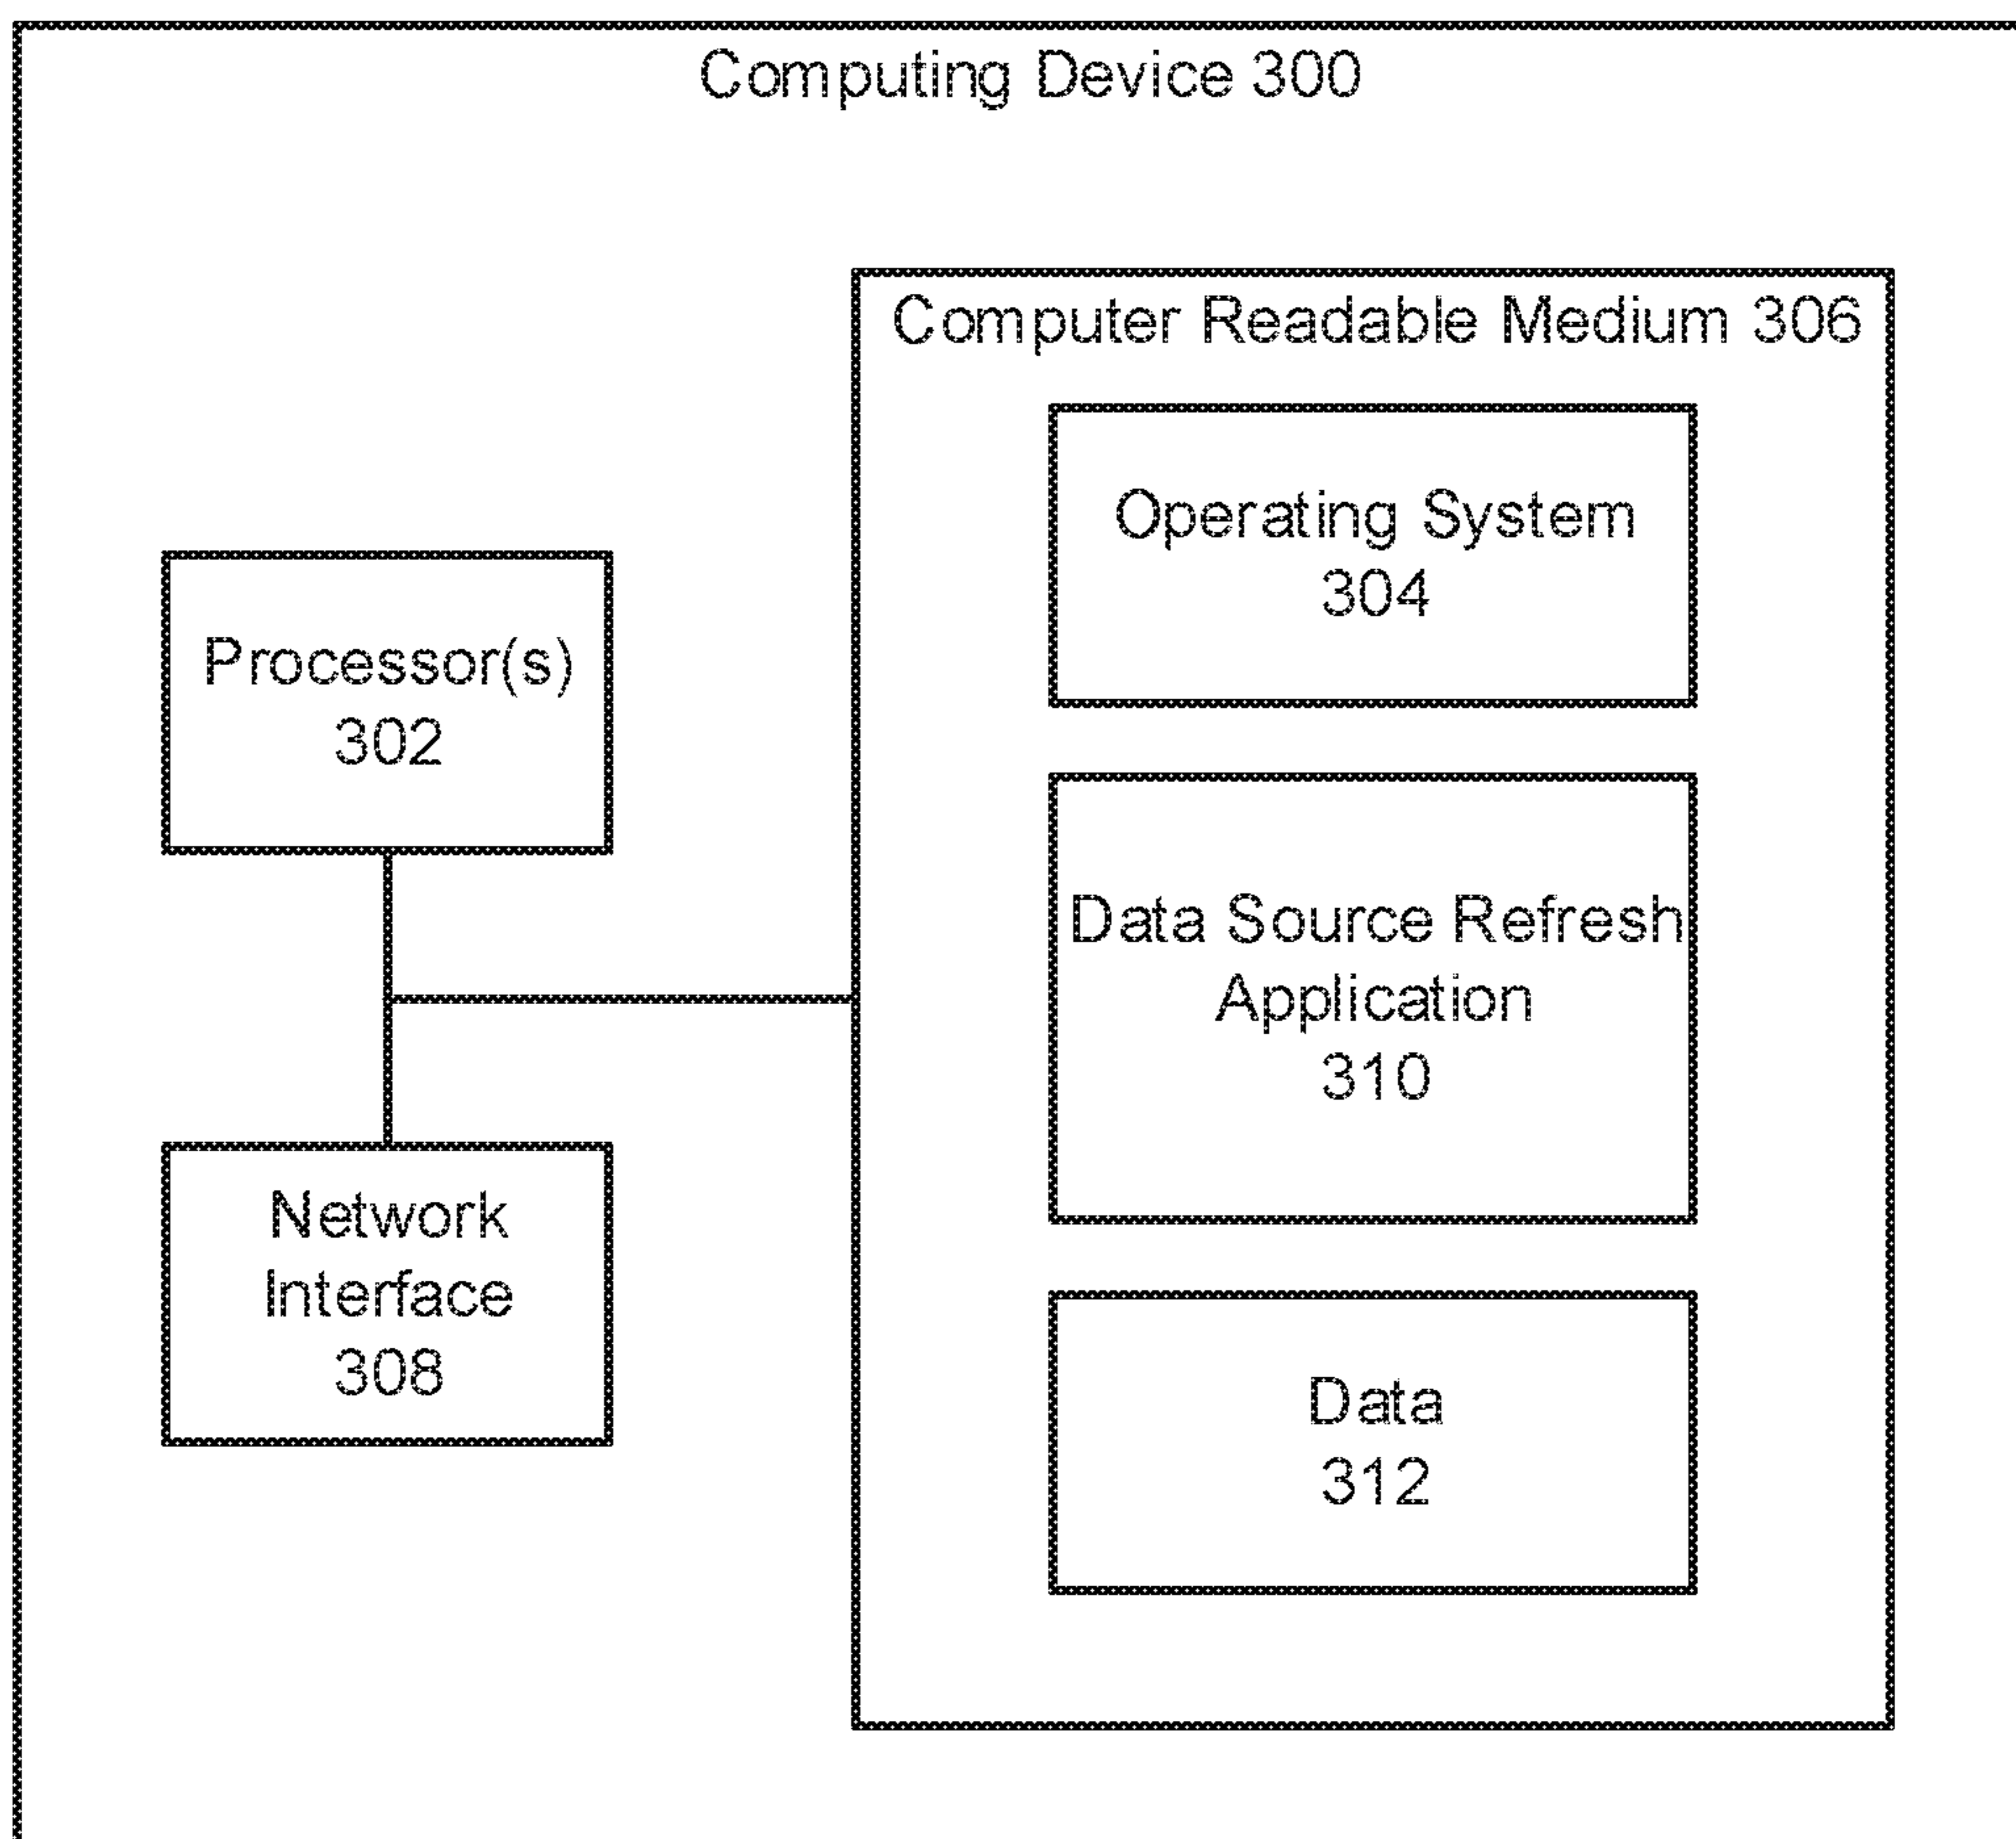 Computing Device 300
Computer Readable Medium 306
Operating System
304
Processor(s)
302
Data Source Refresh
Application
310
Network
Interface
308
Data
312